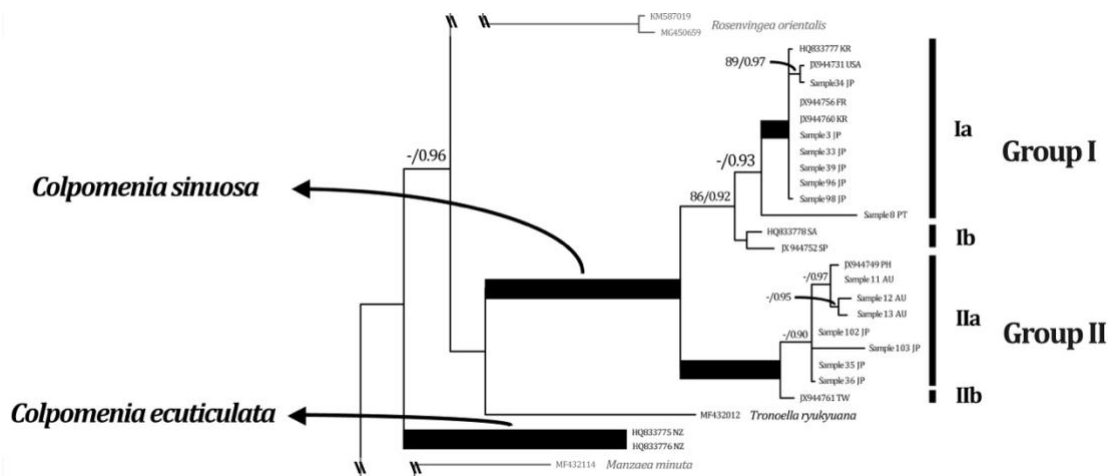 KM587019
MG450659
Rosenvingea orientalis
HQ833777 KR
89/0.97
JX944731 USA
Sample34 JP
JX944756 FR
JX944760 KR
Ia
Group I
Sample 3 JP
Sample 33 JP
-/0.96
-/0.93
Sample 39 JP
Sample 96 JP
Colpomenia sinuosa
86/0.92
Sample 98 JP
Sample 8 PT
HQ833778 SA
Ib
JX 944752 SP
JX944749 PH
-/0.97
Sample 11 AU
-/0.95
Sample 12 AU
Sample 13 AU
IIa
Group II
-/0.90
Sample 102 JP
Sample 103 JP
Sample 35 JP
Sample 36 JP
JX944761 TW
IIb
Colpomenia ecuticulata
MF432012
Tronoella ryukyuana
HQ833775 NZ
HQ833776 NZ
MF432114
Manzaea minuta